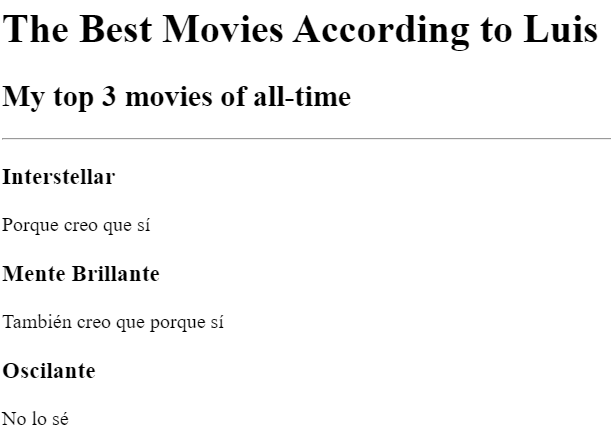 The Best Movies According to Luis
My top 3 movies of all-time
Interstellar
Porque creo que sí
Mente Brillante
También creo que porque sí
Oscilante
No lo sé